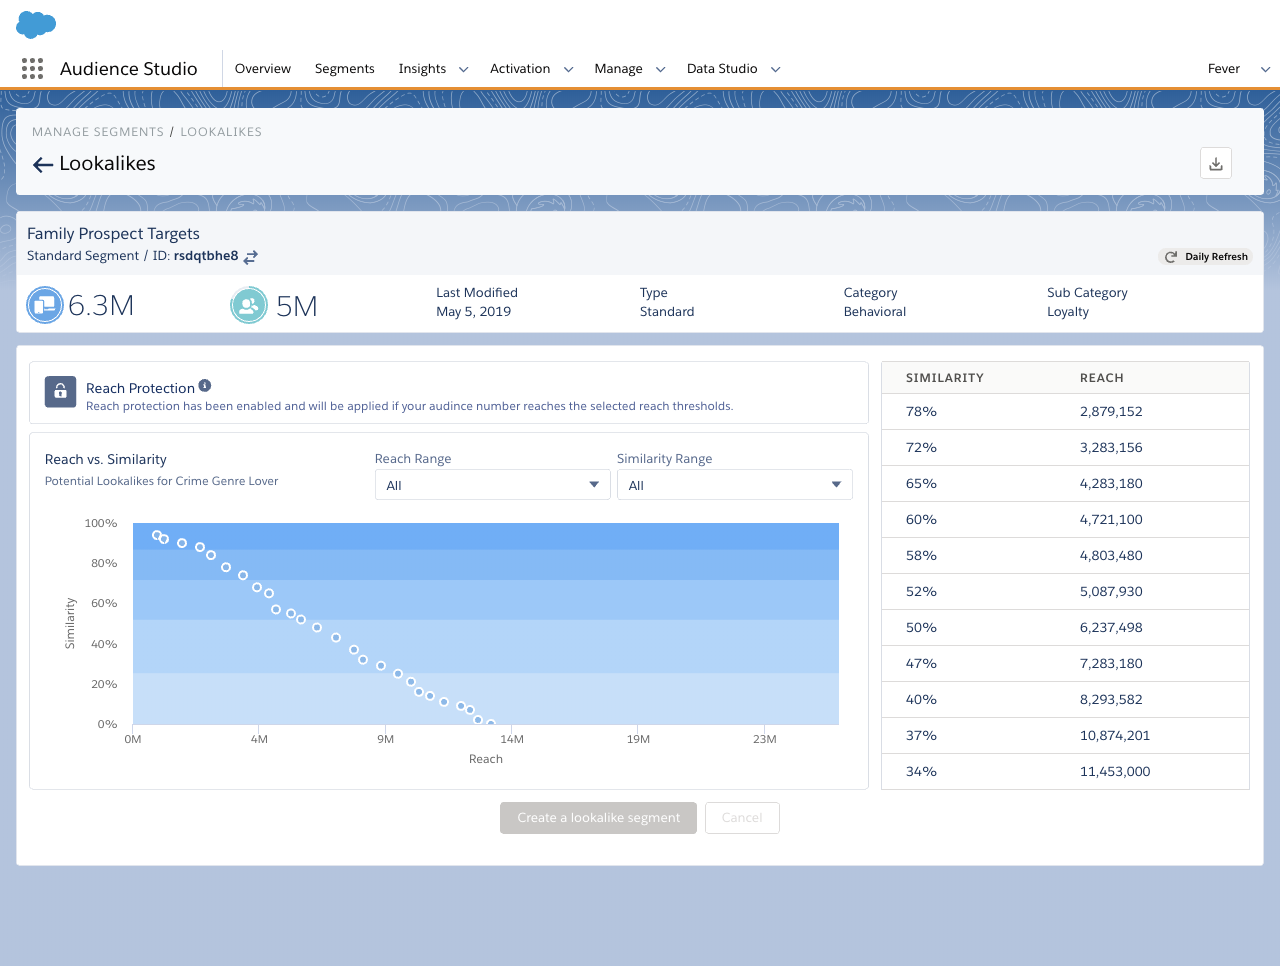 Audience Studio
Overview Segments Insights Activation Manage Data Studio Fever
MANAGE SEGMENTS / LOOKALIKES
Lookalikes
Family Prospect Targets
Standard Segment / ID: rsdqtbhe8
Daily Refresh
6.3M
5M
Last Modified
May 5, 2019
Type
Standard
Category
Behavioral
Sub Category
Loyalty
Reach Protection
Reach protection has been enabled and will be applied if your audince number reaches the selected reach thresholds.
Reach vs. Similarity
Potential Lookalikes for Crime Genre Lover
Reach Range
All
Similarity Range
All
100%
80%
60%
40%
20%
0%
Similarity
0M 4M 9M 14M 19M 23M
Reach
SIMILARITY REACH
78% 2,879,152
72% 3,283,156
65% 4,283,180
60% 4,721,100
58% 4,803,480
52% 5,087,930
50% 6,237,498
47% 7,283,180
40% 8,293,582
37% 10,874,201
34% 11,453,000
Create a lookalike segment
Cancel